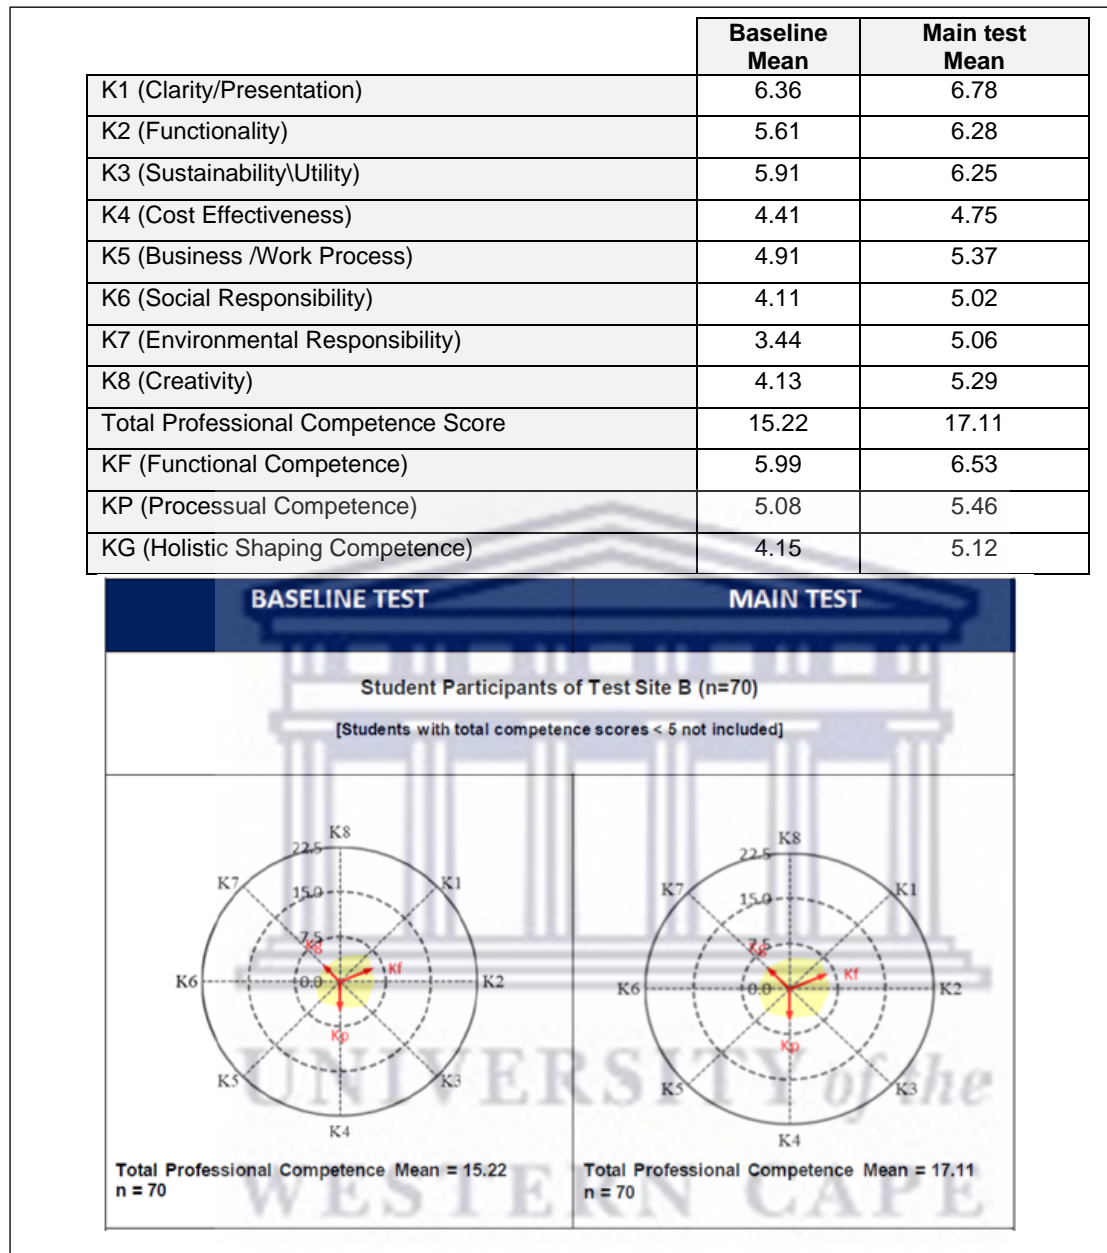 Baseline Mean Main test Mean
K1 (Clarity/Presentation) 6.36 6.78
K2 (Functionality) 5.61 6.28
K3 (Sustainability\Utility) 5.91 6.25
K4 (Cost Effectiveness) 4.41 4.75
K5 (Business /Work Process) 4.91 5.37
K6 (Social Responsibility) 4.11 5.02
K7 (Environmental Responsibility) 3.44 5.06
K8 (Creativity) 4.13 5.29
Total Professional Competence Score 15.22 17.11
KF (Functional Competence) 5.99 6.53
KP (Processual Competence) 5.08 5.46
KG (Holistic Shaping Competence) 4.15 5.12
BASELINE TEST MAIN TEST
Student Participants of Test Site B (n=70)
[Students with total competence scores < 5 not included]
K8
22.5
K7 K1
15.0
7.5
Kg Kf
K6 0.0 K2
Kp
K5 K3
K4
K8
22.5
K7 K1
15.0
7.5
Kg Kf
K6 0.0 K2
Kp
K5 K3
K4
UNIVERSITY of the
Total Professional Competence Mean = 15.22
n = 70
Total Professional Competence Mean = 17.11
n = 70
WESTERN CAPE